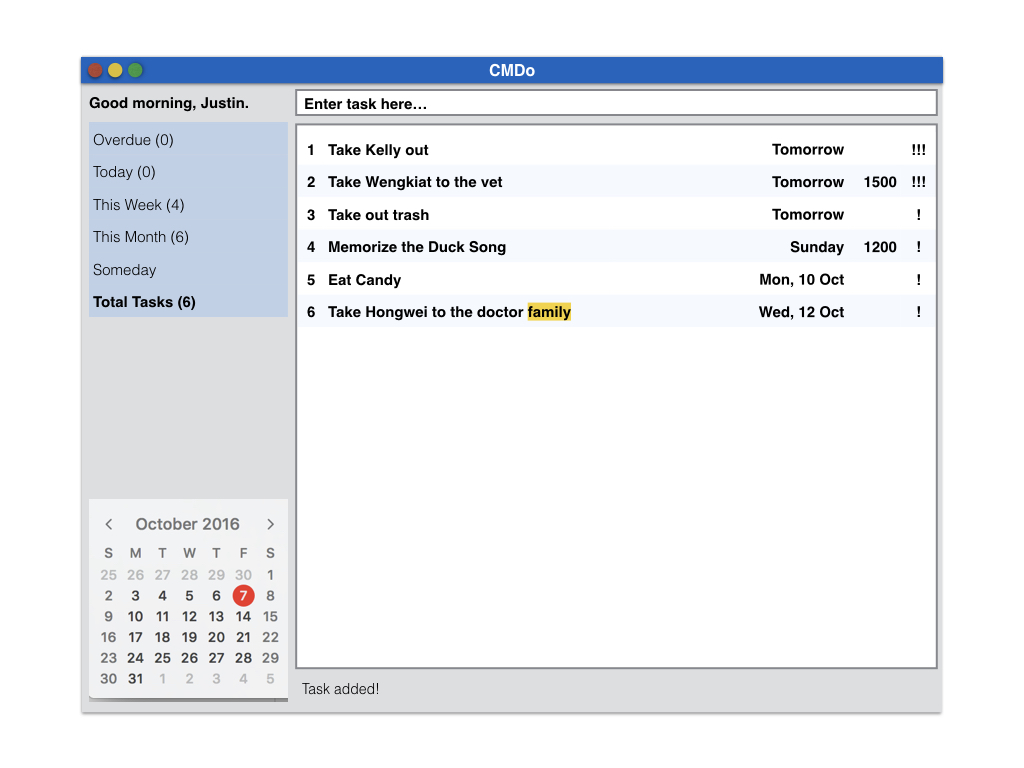 CMDo
Good morning, Justin.
Enter task here...
Overdue (0)
Today (0)
This Week (4)
This Month (6)
Someday
Total Tasks (6)
1 Take Kelly out Tomorrow !!!
2 Take Wengkiat to the vet Tomorrow 1500 !!!
3 Take out trash Tomorrow !
4 Memorize the Duck Song Sunday 1200 !
5 Eat Candy Mon, 10 Oct !
6 Take Hongwei to the doctor family Wed, 12 Oct !
October 2016
S M T W T F S
25 26 27 28 29 30 1
2 3 4 5 6 7 8
9 10 11 12 13 14 15
16 17 18 19 20 21 22
23 24 25 26 27 28 29
30 31 1 2 3 4 5
Task added!